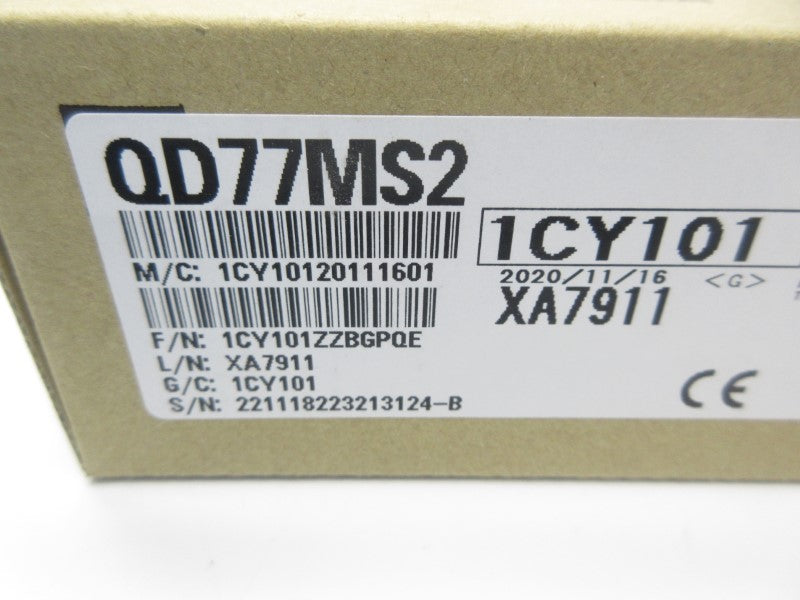 QD77MS2
M/C: 1CY10120111601
1CY101
2020/11/16 <G>
XA7911
F/N: 1CY101ZZBGPQE
L/N: XA7911
G/C: 1CY101
S/N: 221118223213124-B
CE